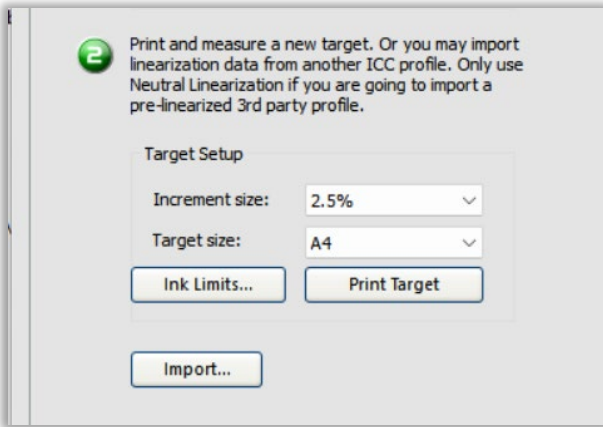 2
Print and measure a new target. Or you may import
linearization data from another ICC profile. Only use
Neutral Linearization if you are going to import a
pre-linearized 3rd party profile.
Target Setup
Increment size: 2.5%
Target size: A4
Ink Limits... Print Target
Import...